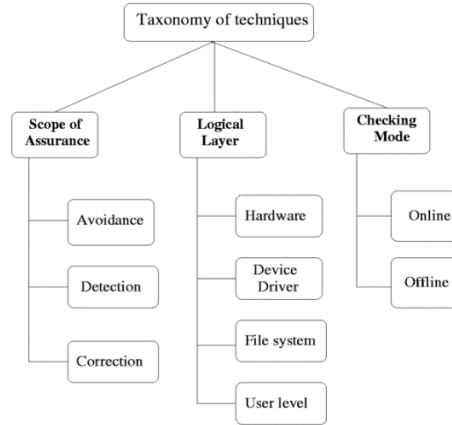 Taxonomy of techniques
Scope of
Assurance
Avoidance
Detection
Correction
Logical
Layer
Hardware
Device
Driver
File system
User level
Checking
Mode
Online
Offline